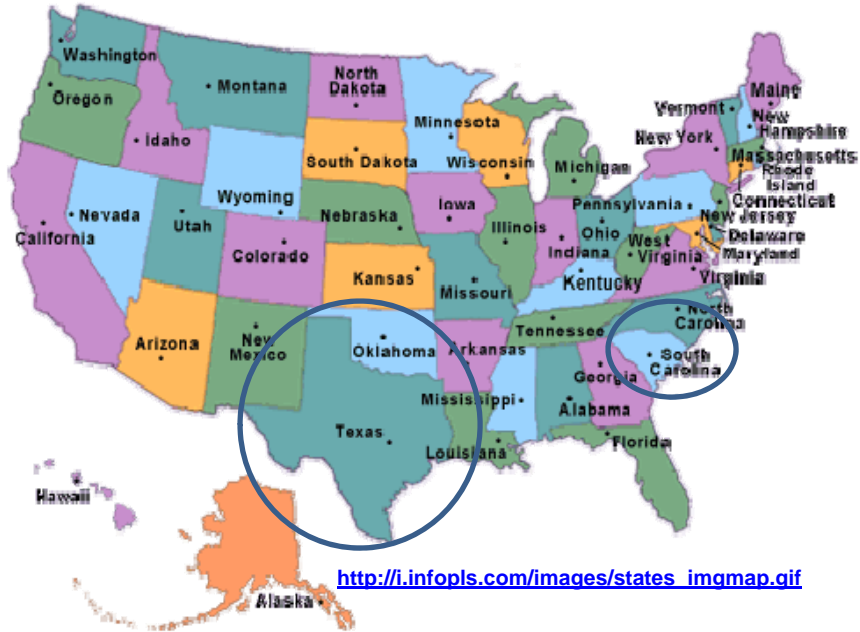 Washington
Montana
North
Dakota
Oregon
Idaho
Minnesota
Maine
Vermont
New
Hampshire
New York
Massachusetts
Rhode
Island
Connecticut
South Dakota
Wisconsin
Michigan
Wyoming
Nebraska
Iowa
Pennsylvania
New Jersey
Delaware
Maryland
Nevada
Utah
Colorado
Illinois
Indiana
Ohio
West
Virginia
Virginia
California
Kansas
Missouri
Kentucky
North
Carolina
Arizona
New
Mexico
Oklahoma
Arkansas
Tennessee
South
Carolina
Georgia
Mississippi
Alabama
Texas
Louisiana
Florida
Hawaii
Alaska
http://i.infopls.com/images/states_imgmap.gif